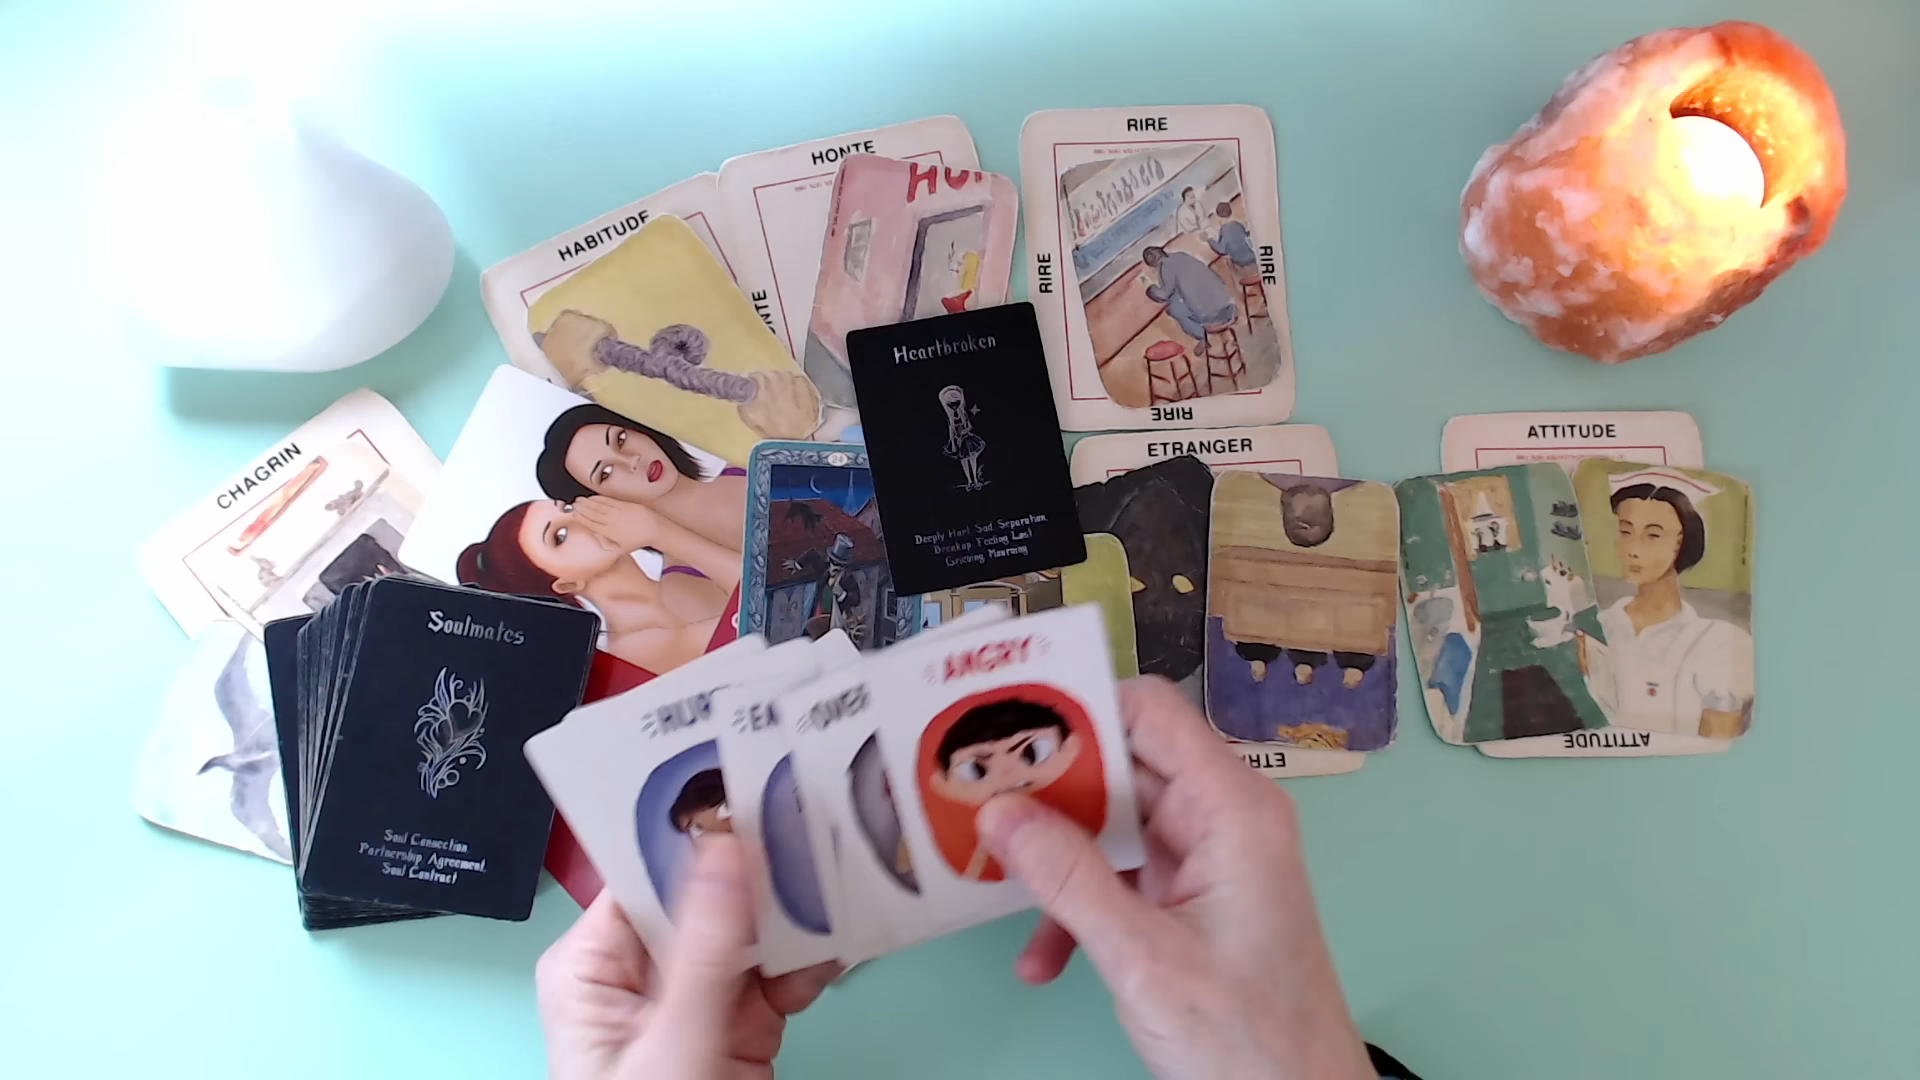 RIRE
RIRE
RIRE
RIRE
HONTE
HABITUDE
Heartbroken
Deeply Hurt Sad Separation,
Breakup Feeling Lost
Grieving Mourning
24
CHAGRIN
ETRANGER
ATTITUDE
ATTITUDE
Soulmates
Soul Connection,
Partnership Agreement,
Soul Contract
ANGRY